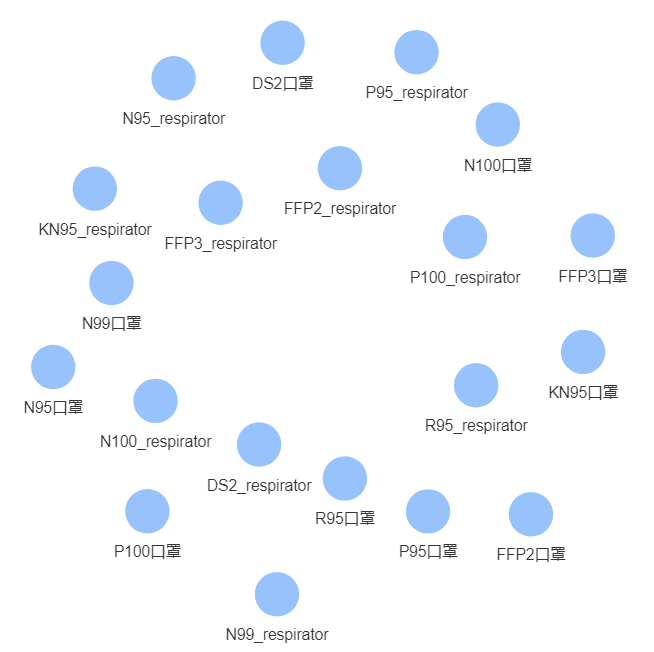 DS2口罩
P95_respirator
N95_respirator
N100口罩
FFP2_respirator
KN95_respirator
FFP3_respirator
P100_respirator
FFP3口罩
N99口罩
KN95口罩
N95口罩
R95_respirator
N100_respirator
DS2_respirator
R95口罩
P100口罩
P95口罩
FFP2口罩
N99_respirator